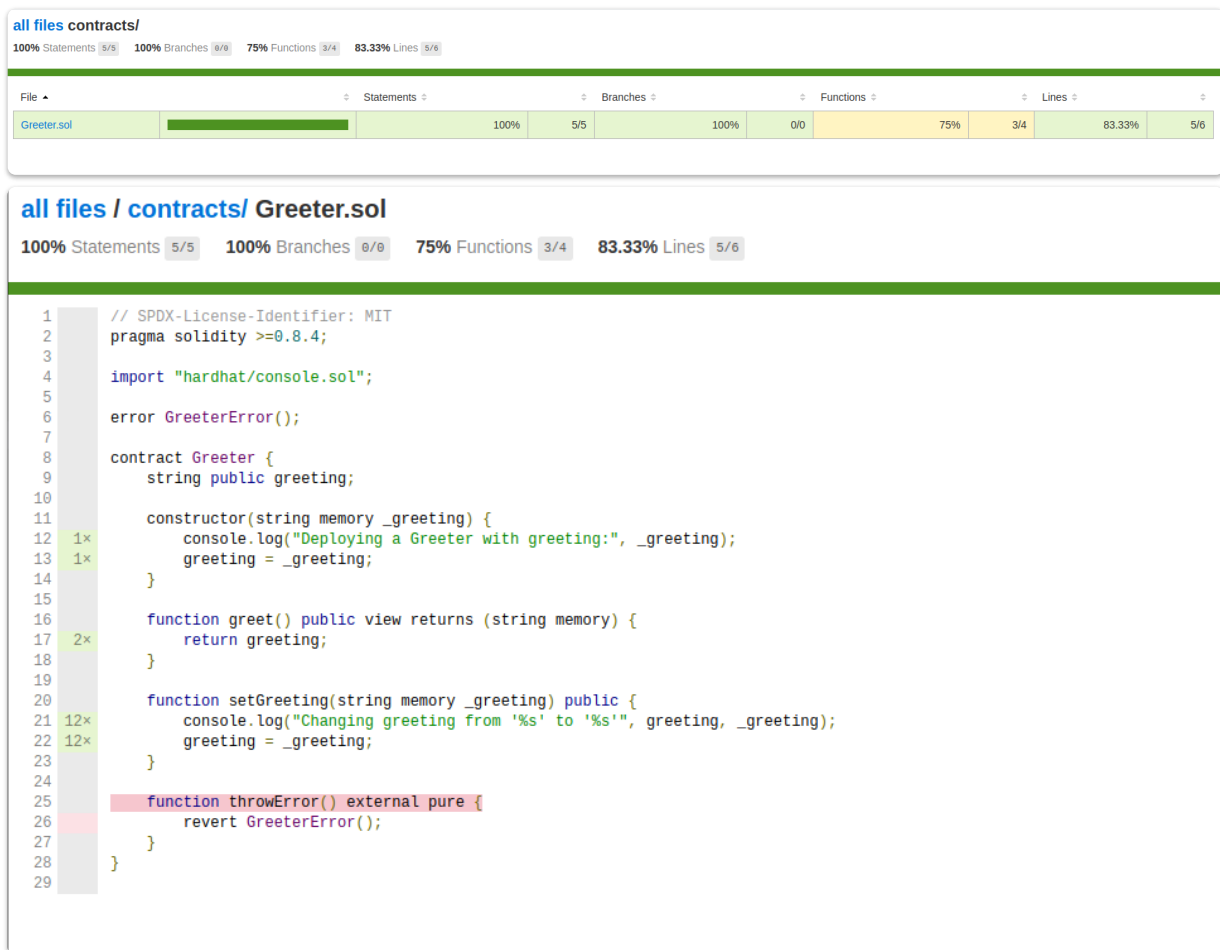 all files contracts/
100% Statements 5/5 100% Branches 0/0 75% Functions 3/4 83.33% Lines 5/6
File Statements Branches Functions Lines
Greeter.sol 100% 5/5 100% 0/0 75% 3/4 83.33% 5/6
all files / contracts/ Greeter.sol
100% Statements 5/5 100% Branches 0/0 75% Functions 3/4 83.33% Lines 5/6
1 // SPDX-License-Identifier: MIT
2 pragma solidity >=0.8.4;
3
4 import "hardhat/console.sol";
5
6 error GreeterError();
7
8 contract Greeter {
9 string public greeting;
10
11 constructor(string memory _greeting) {
12 1× console.log("Deploying a Greeter with greeting:", _greeting);
13 1× greeting = _greeting;
14 }
15
16 function greet() public view returns (string memory) {
17 2× return greeting;
18 }
19
20 function setGreeting(string memory _greeting) public {
21 12× console.log("Changing greeting from '%s' to '%s'", greeting, _greeting);
22 12× greeting = _greeting;
23 }
24
25 function throwError() external pure {
26 revert GreeterError();
27 }
28 }
29